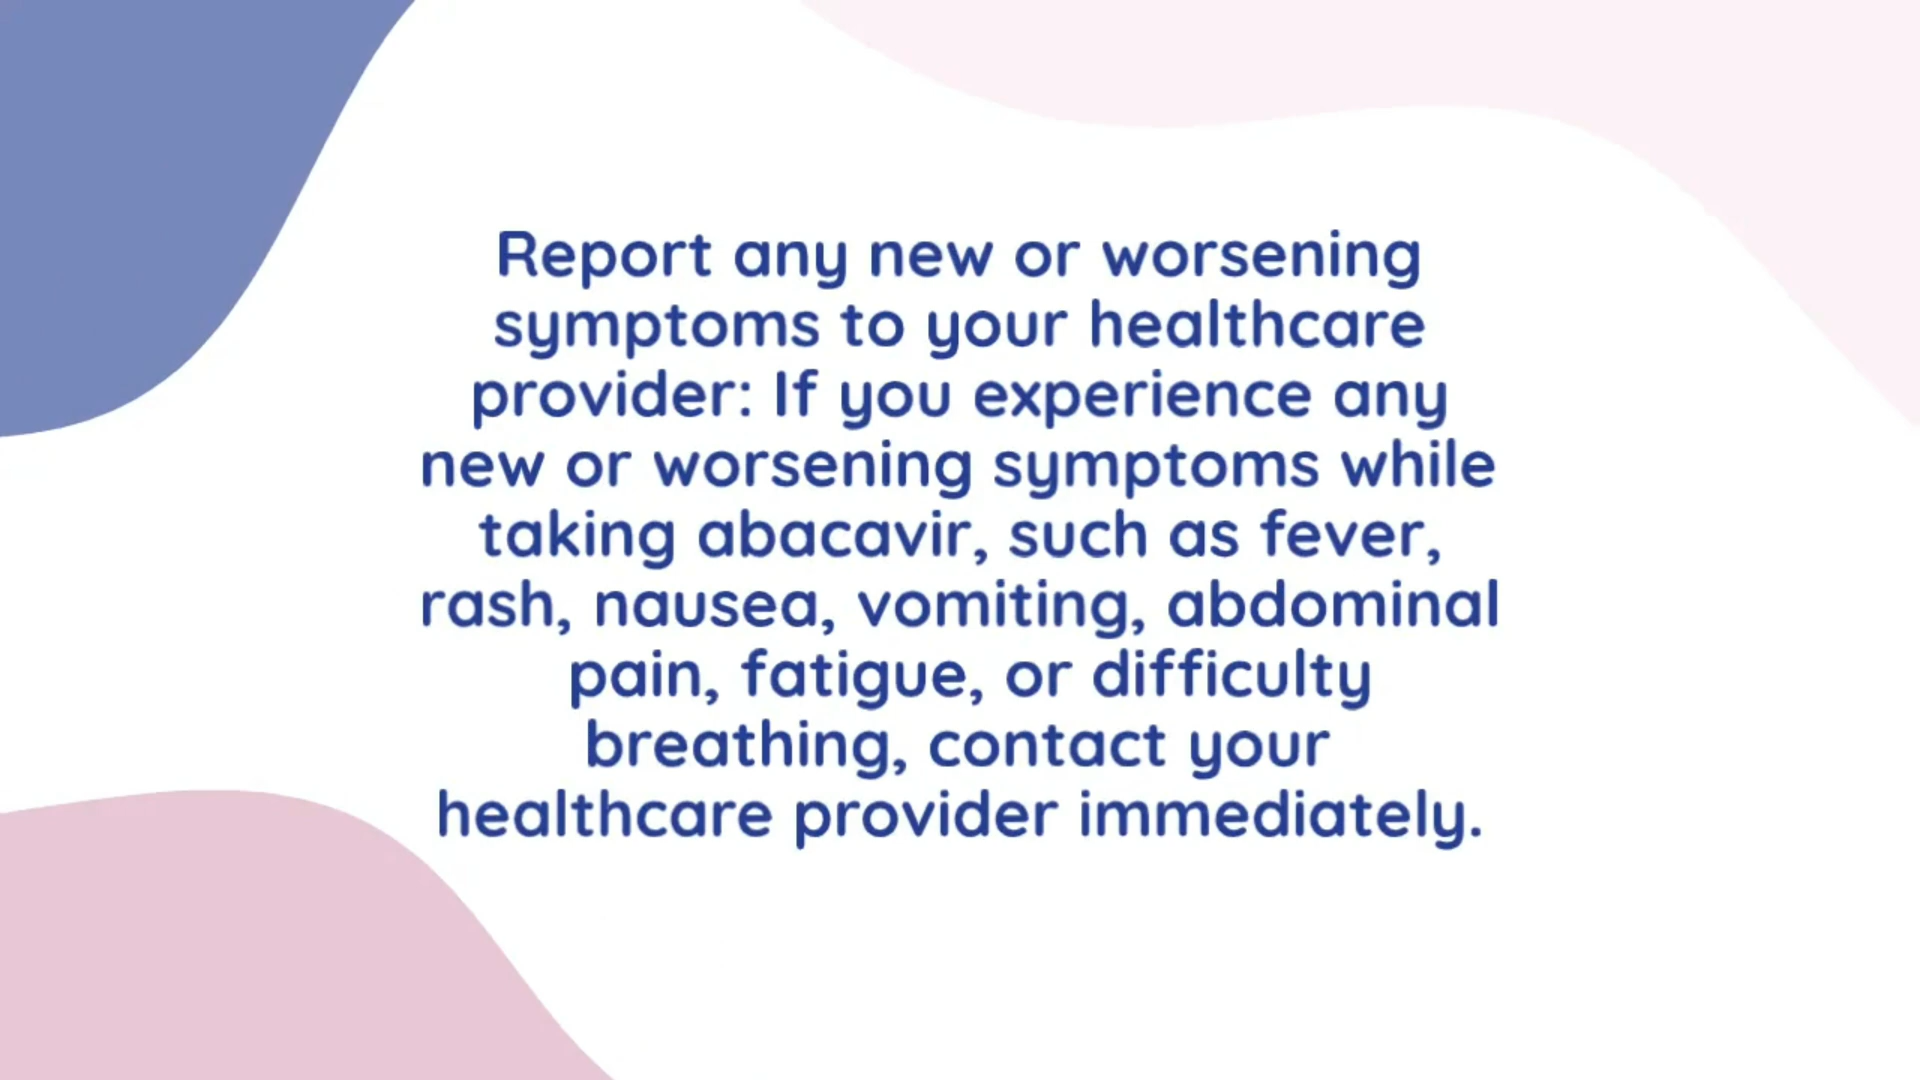 Report any new or worsening
symptoms to your healthcare
provider: If you experience any
new or worsening symptoms while
taking abacavir, such as fever,
rash, nausea, vomiting, abdominal
pain, fatigue, or difficulty
breathing, contact your
healthcare provider immediately.